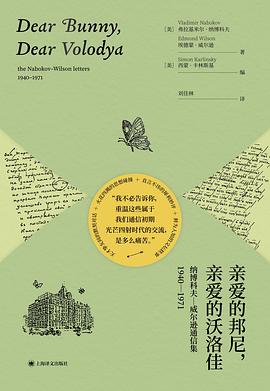 Dear Bunny,
Dear Volodya
the Nabokov-Wilson letters
1940-1971
Vladimir Nabokov
［美］弗拉基米尔·纳博科夫
Edmund Wilson
［美］埃德蒙·威尔逊
著
Simon Karlinsky
［美］西蒙·卡林斯基
编
刘佳林
译
“我不必告诉你，
重温这些属于
我们通信初期
光芒四射时代的交流，
是多么痛苦。”
亲爱的邦尼，
亲爱的沃洛佳
纳博科夫—威尔逊通信集
1940—1971
上海译文出版社